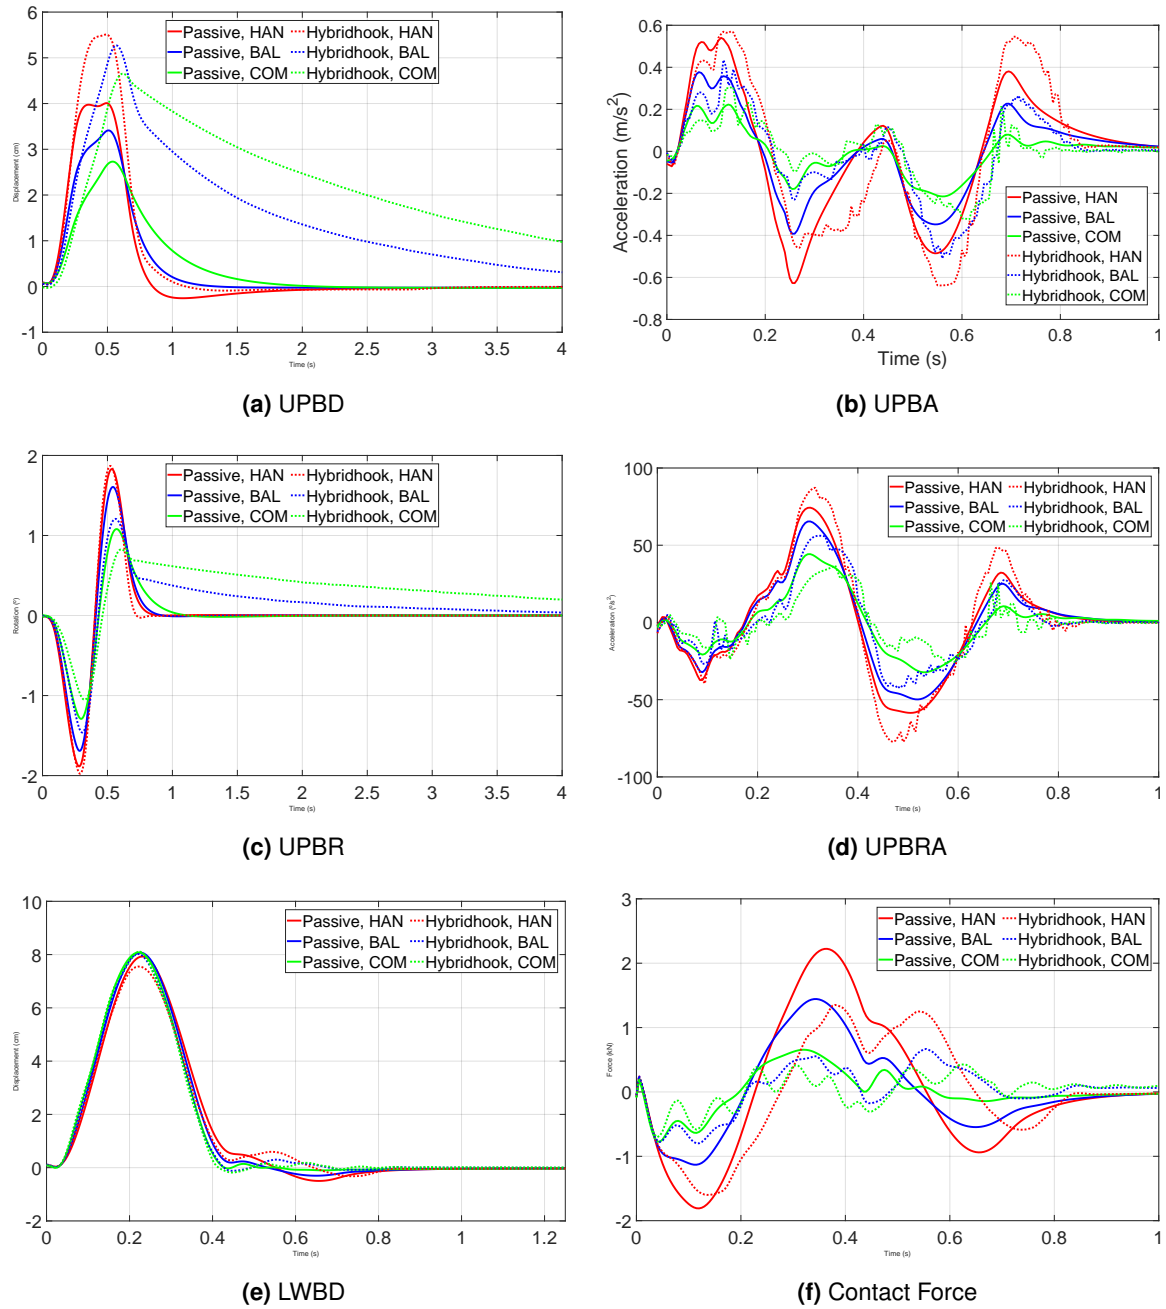 6
5
4
3
2
1
0
-1
Displacement (cm)
Passive, HAN Hybridhook, HAN
Passive, BAL Hybridhook, BAL
Passive, COM Hybridhook, COM
0 0.5 1 1.5 2 2.5 3 3.5 4
Time (s)
(a) UPBD
0.6
0.4
0.2
0
-0.2
-0.4
-0.6
-0.8
Acceleration (m/s²)
Passive, HAN
Passive, BAL
Passive, COM
Hybridhook, HAN
Hybridhook, BAL
Hybridhook, COM
0 0.2 0.4 0.6 0.8 1
Time (s)
(b) UPBA
2
1
0
-1
-2
Rotation (º)
Passive, HAN Hybridhook, HAN
Passive, BAL Hybridhook, BAL
Passive, COM Hybridhook, COM
0 0.5 1 1.5 2 2.5 3 3.5 4
Time (s)
(c) UPBR
100
50
0
-50
-100
Acceleration (º/s²)
Passive, HAN Hybridhook, HAN
Passive, BAL Hybridhook, BAL
Passive, COM Hybridhook, COM
0 0.2 0.4 0.6 0.8 1
Time (s)
(d) UPBRA
10
8
6
4
2
0
-2
Displacement (cm)
Passive, HAN Hybridhook, HAN
Passive, BAL Hybridhook, BAL
Passive, COM Hybridhook, COM
0 0.2 0.4 0.6 0.8 1 1.2
Time (s)
(e) LWBD
3
2
1
0
-1
-2
Force (kN)
Passive, HAN Hybridhook, HAN
Passive, BAL Hybridhook, BAL
Passive, COM Hybridhook, COM
0 0.2 0.4 0.6 0.8 1
Time (s)
(f) Contact Force